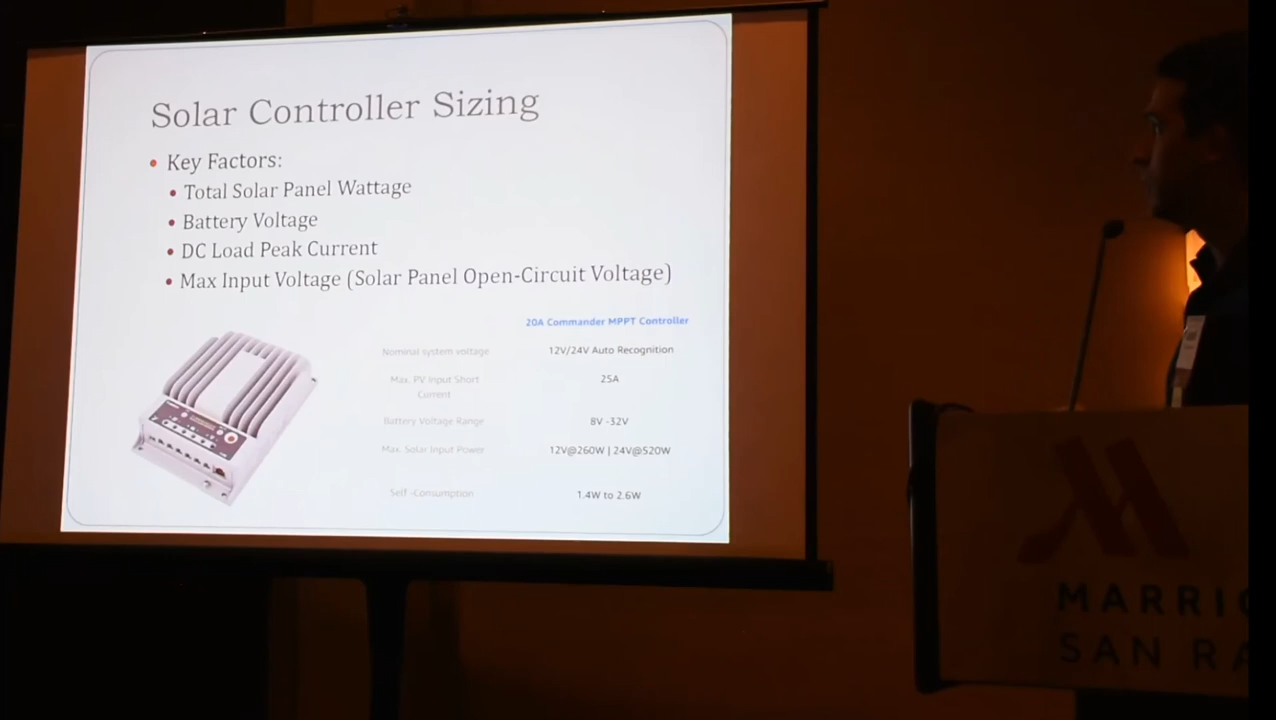 Solar Controller Sizing
Key Factors:
Total Solar Panel Wattage
Battery Voltage
DC Load Peak Current
Max Input Voltage (Solar Panel Open-Circuit Voltage)
20A Commander MPPT Controller
Nominal system voltage 12V/24V Auto Recognition
Max. PV Input Short 25A
Current
Battery Voltage Range 8V -32V
Max. Solar Input Power 12V@260W | 24V@520W
Self -Consumption 1.4W to 2.6W
MARRIO
SAN RA